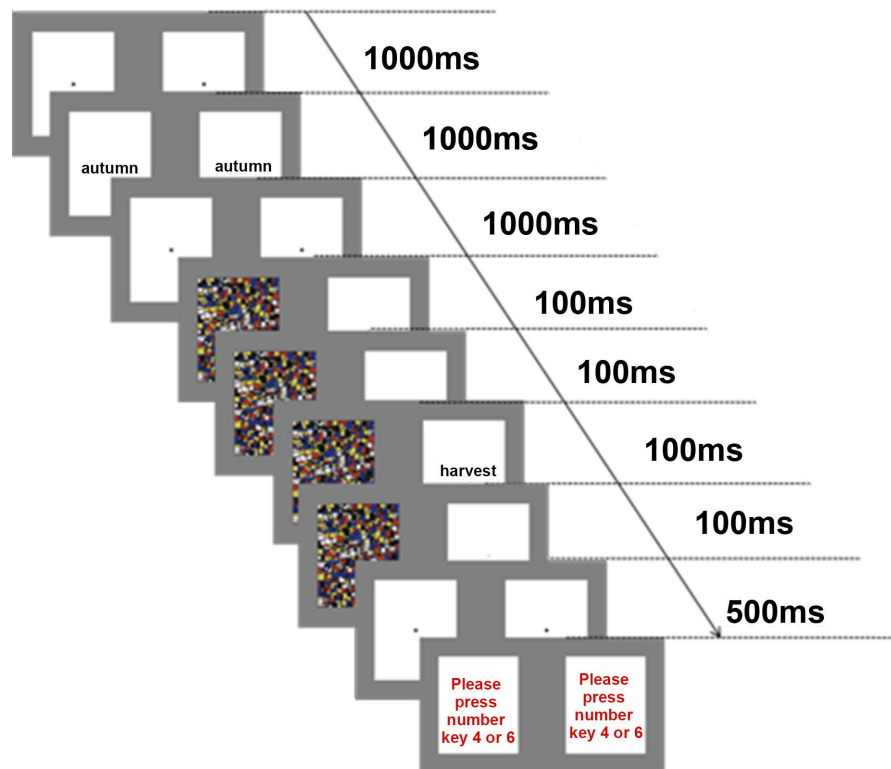 1000ms
1000ms
autumn autumn
1000ms
100ms
100ms
100ms
harvest
100ms
500ms
Please
press
number
key 4 or 6
Please
press
number
key 4 or 6